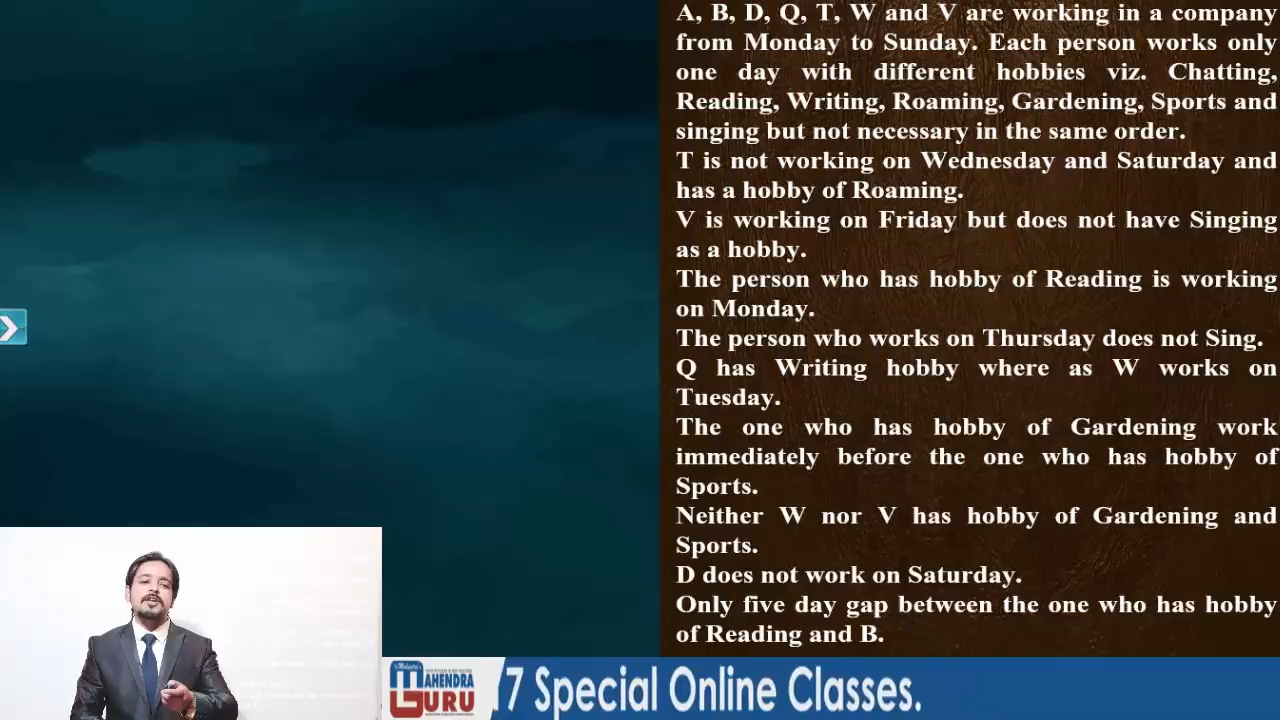 A, B, D, Q, T, W and V are working in a company
from Monday to Sunday. Each person works only
one day with different hobbies viz. Chatting,
Reading, Writing, Roaming, Gardening, Sports and
singing but not necessary in the same order.
T is not working on Wednesday and Saturday and
has a hobby of Roaming.
V is working on Friday but does not have Singing
as a hobby.
The person who has hobby of Reading is working
on Monday.
The person who works on Thursday does not Sing.
Q has Writing hobby where as W works on
Tuesday.
The one who has hobby of Gardening work
immediately before the one who has hobby of
Sports.
Neither W nor V has hobby of Gardening and
Sports.
D does not work on Saturday.
Only five day gap between the one who has hobby
of Reading and B.
MAHENDRA
GURU
17 Special Online Classes.